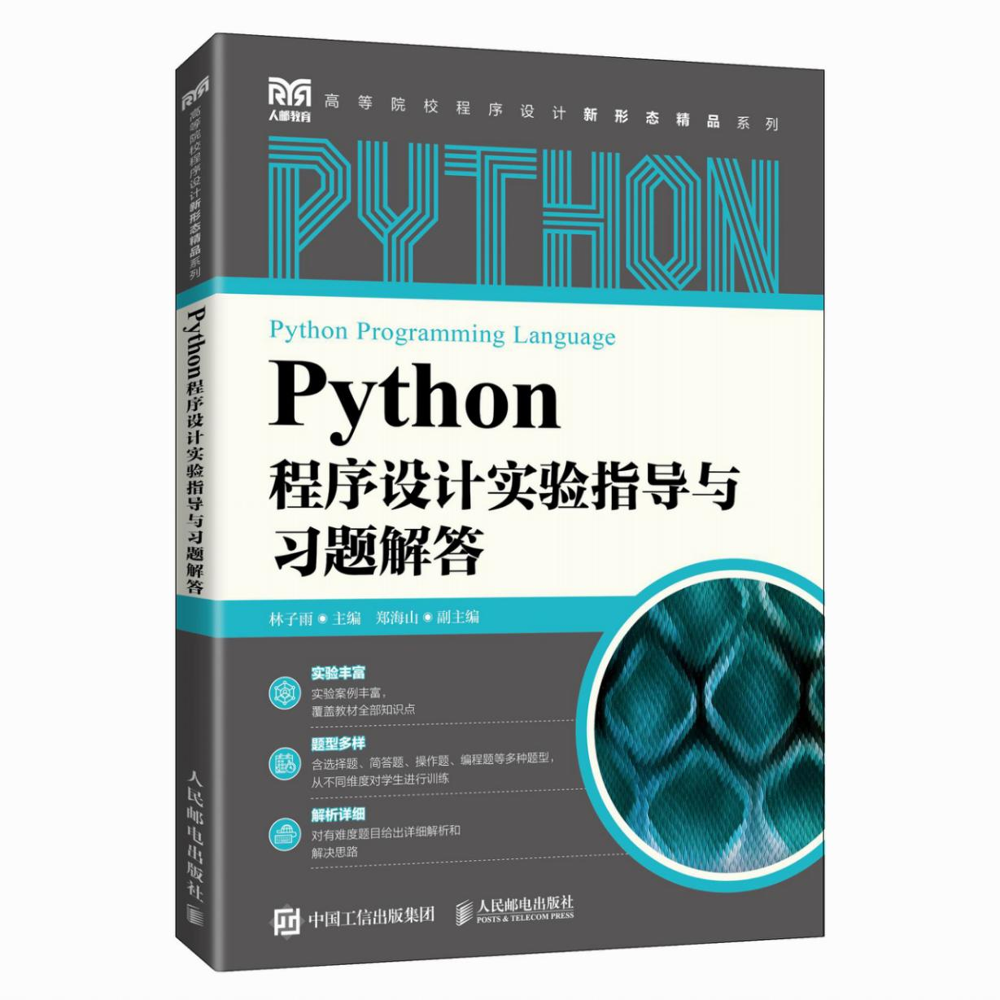 人邮教育
高等院校程序设计新形态精品系列
PYTHON
Python Programming Language
Python
程序设计实验指导与
习题解答
林子雨 主编 郑海山 副主编
实验丰富
实验案例丰富，
覆盖教材全部知识点
题型多样
含选择题、简答题、操作题、编程题等多种题型，
从不同维度对学生进行训练
解析详细
对有难度题目给出详细解析和
解决思路
中国工信出版集团
人民邮电出版社
POSTS & TELECOM PRESS
高等院校程序设计新形态精品系列
Python程序设计实验指导与习题解答
人民邮电出版社